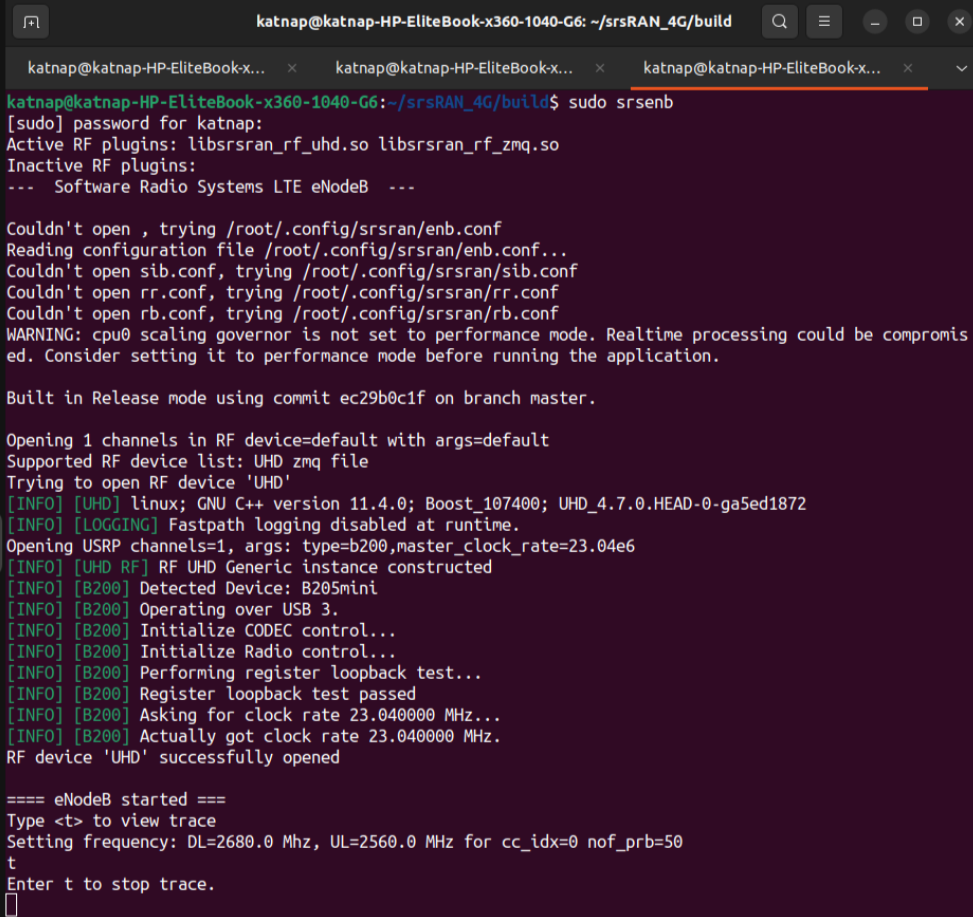 katnap@katnap-HP-EliteBook-x360-1040-G6: ~/srsRAN_4G/build
katnap@katnap-HP-EliteBook-x... × katnap@katnap-HP-EliteBook-x... × katnap@katnap-HP-EliteBook-x... ×
katnap@katnap-HP-EliteBook-x360-1040-G6:~/srsRAN_4G/build$ sudo srsenb
[sudo] password for katnap:
Active RF plugins: libsrsran_rf_uhd.so libsrsran_rf_zmq.so
Inactive RF plugins:
---  Software Radio Systems LTE eNodeB  ---
Couldn't open , trying /root/.config/srsran/enb.conf
Reading configuration file /root/.config/srsran/enb.conf...
Couldn't open sib.conf, trying /root/.config/srsran/sib.conf
Couldn't open rr.conf, trying /root/.config/srsran/rr.conf
Couldn't open rb.conf, trying /root/.config/srsran/rb.conf
WARNING: cpu0 scaling governor is not set to performance mode. Realtime processing could be compromis
ed. Consider setting it to performance mode before running the application.
Built in Release mode using commit ec29b0c1f on branch master.
Opening 1 channels in RF device=default with args=default
Supported RF device list: UHD zmq file
Trying to open RF device 'UHD'
[INFO] [UHD] linux; GNU C++ version 11.4.0; Boost_107400; UHD_4.7.0.HEAD-0-ga5ed1872
[INFO] [LOGGING] Fastpath logging disabled at runtime.
Opening USRP channels=1, args: type=b200,master_clock_rate=23.04e6
[INFO] [UHD RF] RF UHD Generic instance constructed
[INFO] [B200] Detected Device: B205mini
[INFO] [B200] Operating over USB 3.
[INFO] [B200] Initialize CODEC control...
[INFO] [B200] Initialize Radio control...
[INFO] [B200] Performing register loopback test...
[INFO] [B200] Register loopback test passed
[INFO] [B200] Asking for clock rate 23.040000 MHz...
[INFO] [B200] Actually got clock rate 23.040000 MHz.
RF device 'UHD' successfully opened
==== eNodeB started ===
Type <t> to view trace
Setting frequency: DL=2680.0 Mhz, UL=2560.0 MHz for cc_idx=0 nof_prb=50
t
Enter t to stop trace.